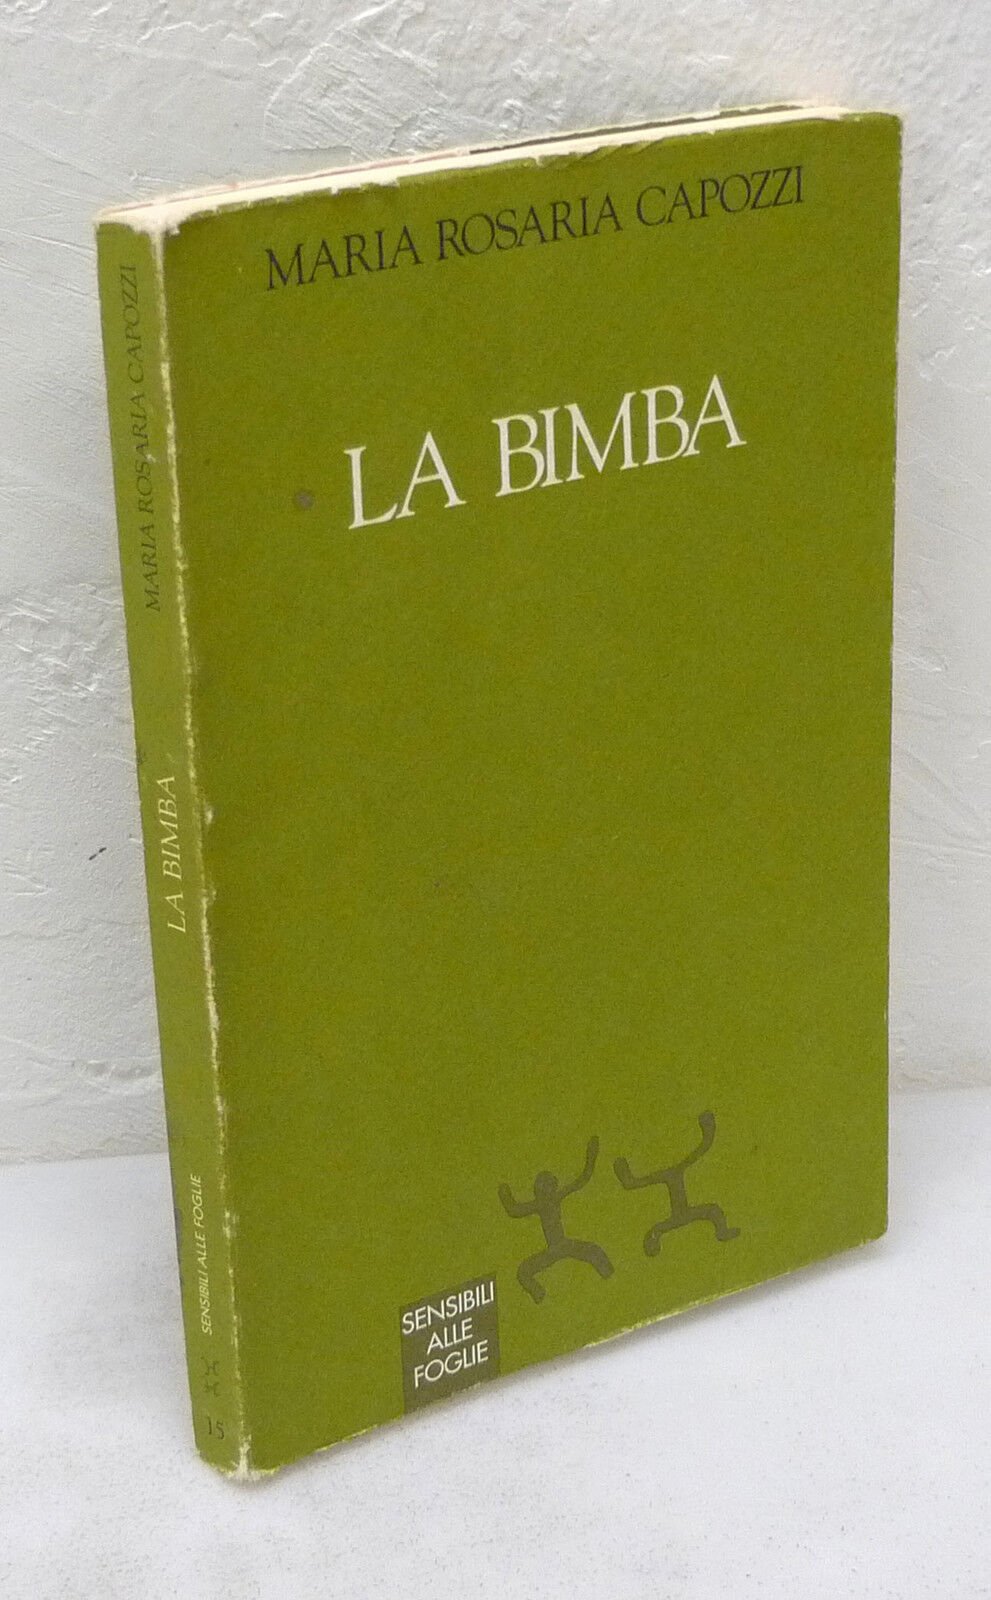 MARIA ROSARIA CAPOZZI
LA BIMBA
SENSIBILI
ALLE
FOGLIE
MARIA ROSARIA CAPOZZI
LA BIMBA
SENSIBILI ALLE FOGLIE
15